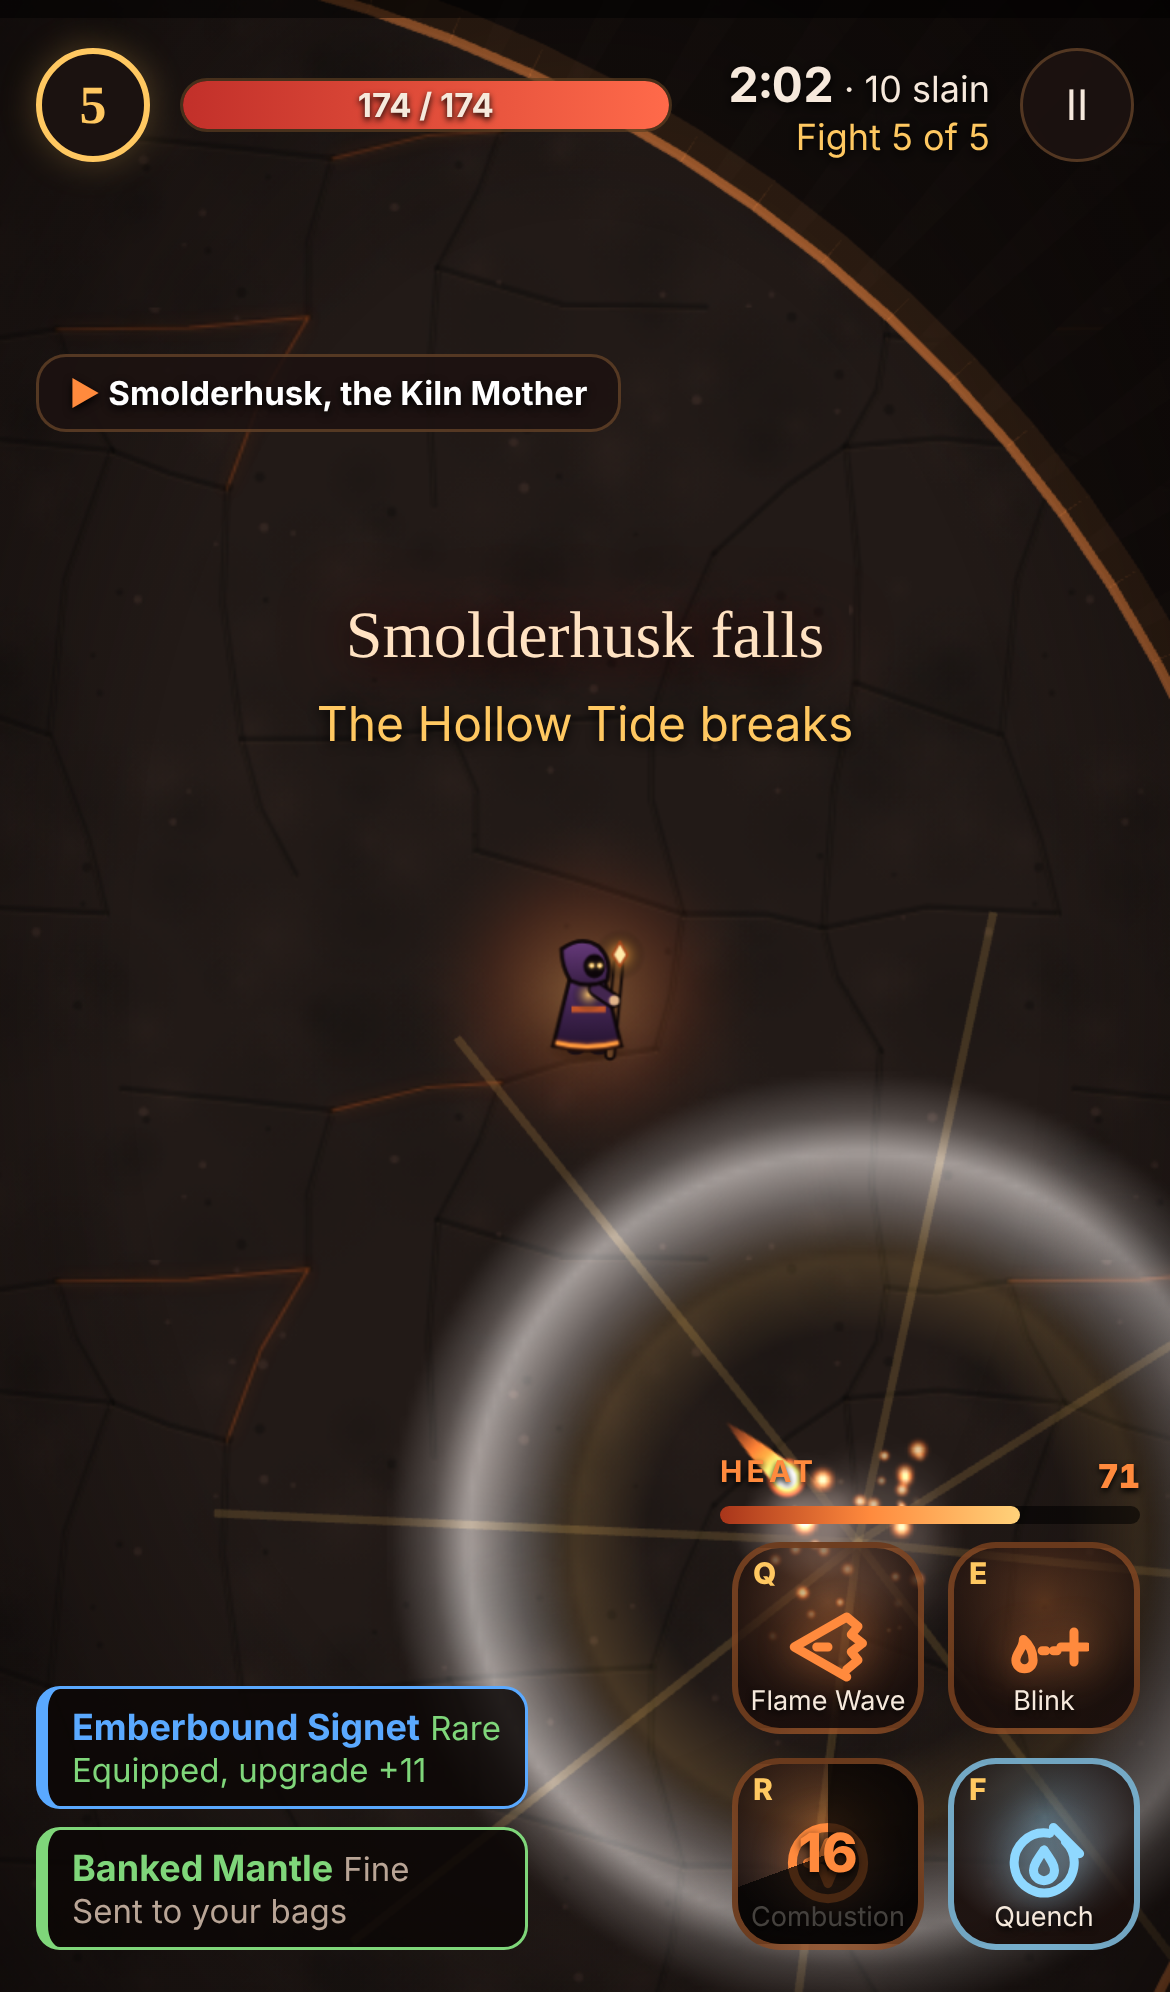 5
174 / 174
2:02 · 10 slain
Fight 5 of 5
Smolderhusk, the Kiln Mother
Smolderhusk falls
The Hollow Tide breaks
HEAT 71
Q
Flame Wave
E
Blink
Emberbound Signet Rare
Equipped, upgrade +11
R
16
Combustion
F
Quench
Banked Mantle Fine
Sent to your bags